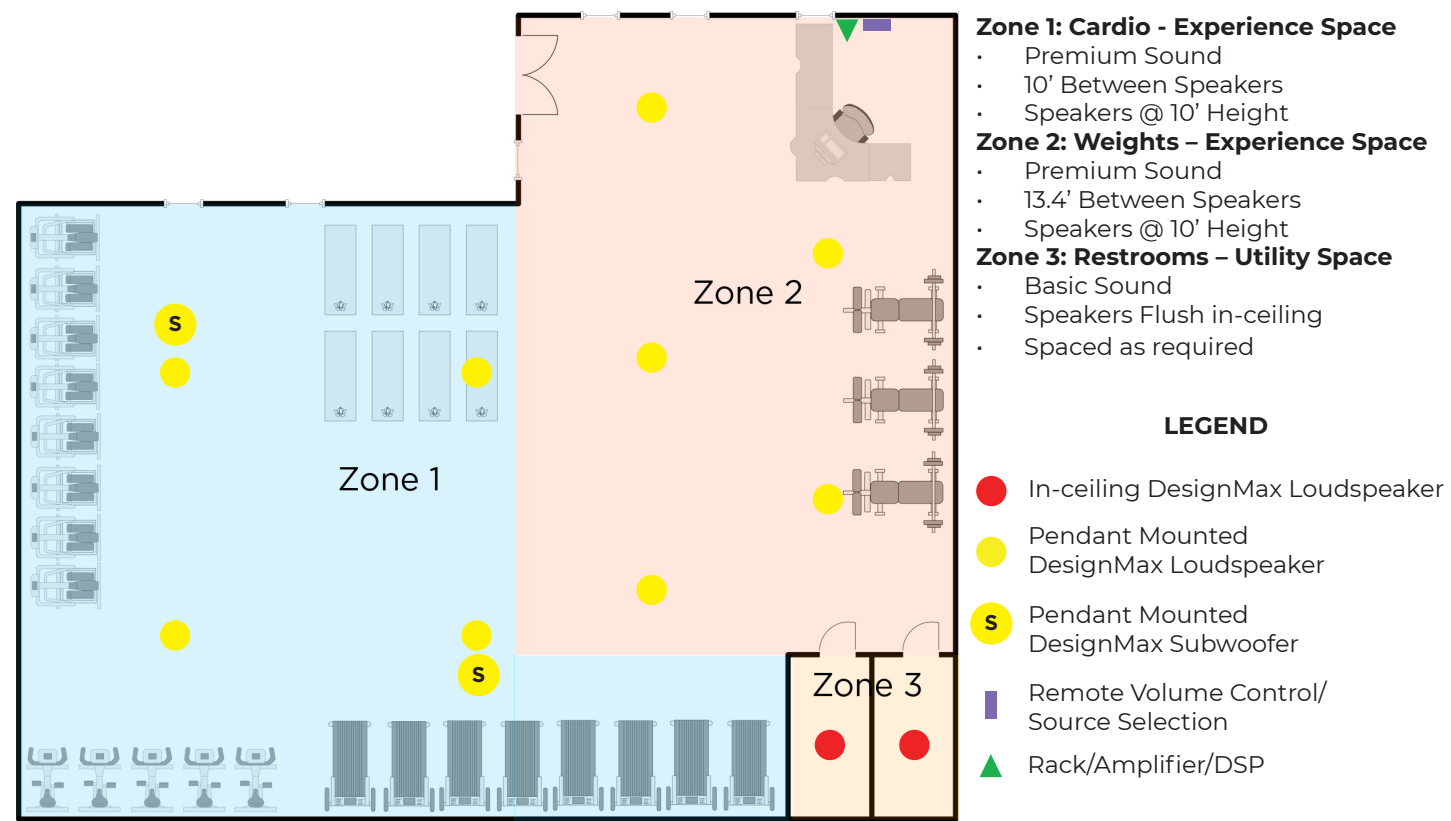 Zone 1: Cardio - Experience Space
· Premium Sound
· 10’ Between Speakers
· Speakers @ 10’ Height
Zone 2: Weights – Experience Space
· Premium Sound
· 13.4’ Between Speakers
· Speakers @ 10’ Height
Zone 3: Restrooms – Utility Space
· Basic Sound
· Speakers Flush in-ceiling
· Spaced as required
Zone 2
S
Zone 1
S
Zone 3
LEGEND
In-ceiling DesignMax Loudspeaker
Pendant Mounted
DesignMax Loudspeaker
S
Pendant Mounted
DesignMax Subwoofer
Remote Volume Control/
Source Selection
Rack/Amplifier/DSP